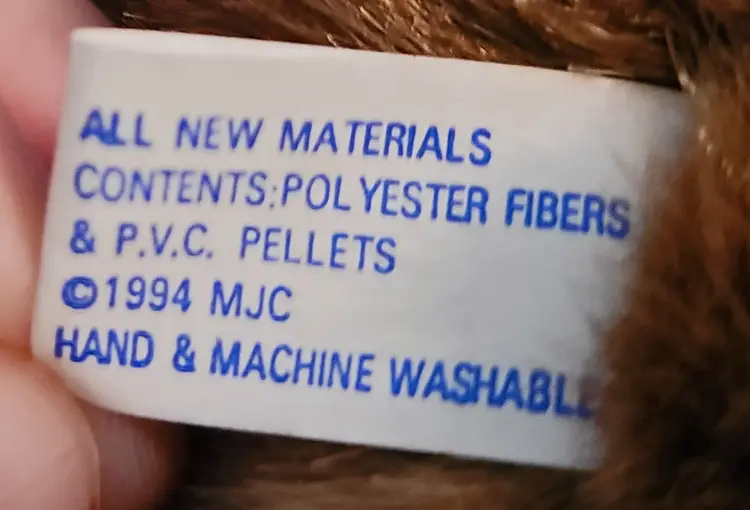 ALL NEW MATERIALS
CONTENTS:POLYESTER FIBERS
& P.V.C. PELLETS
©1994 MJC
HAND & MACHINE WASHABLE